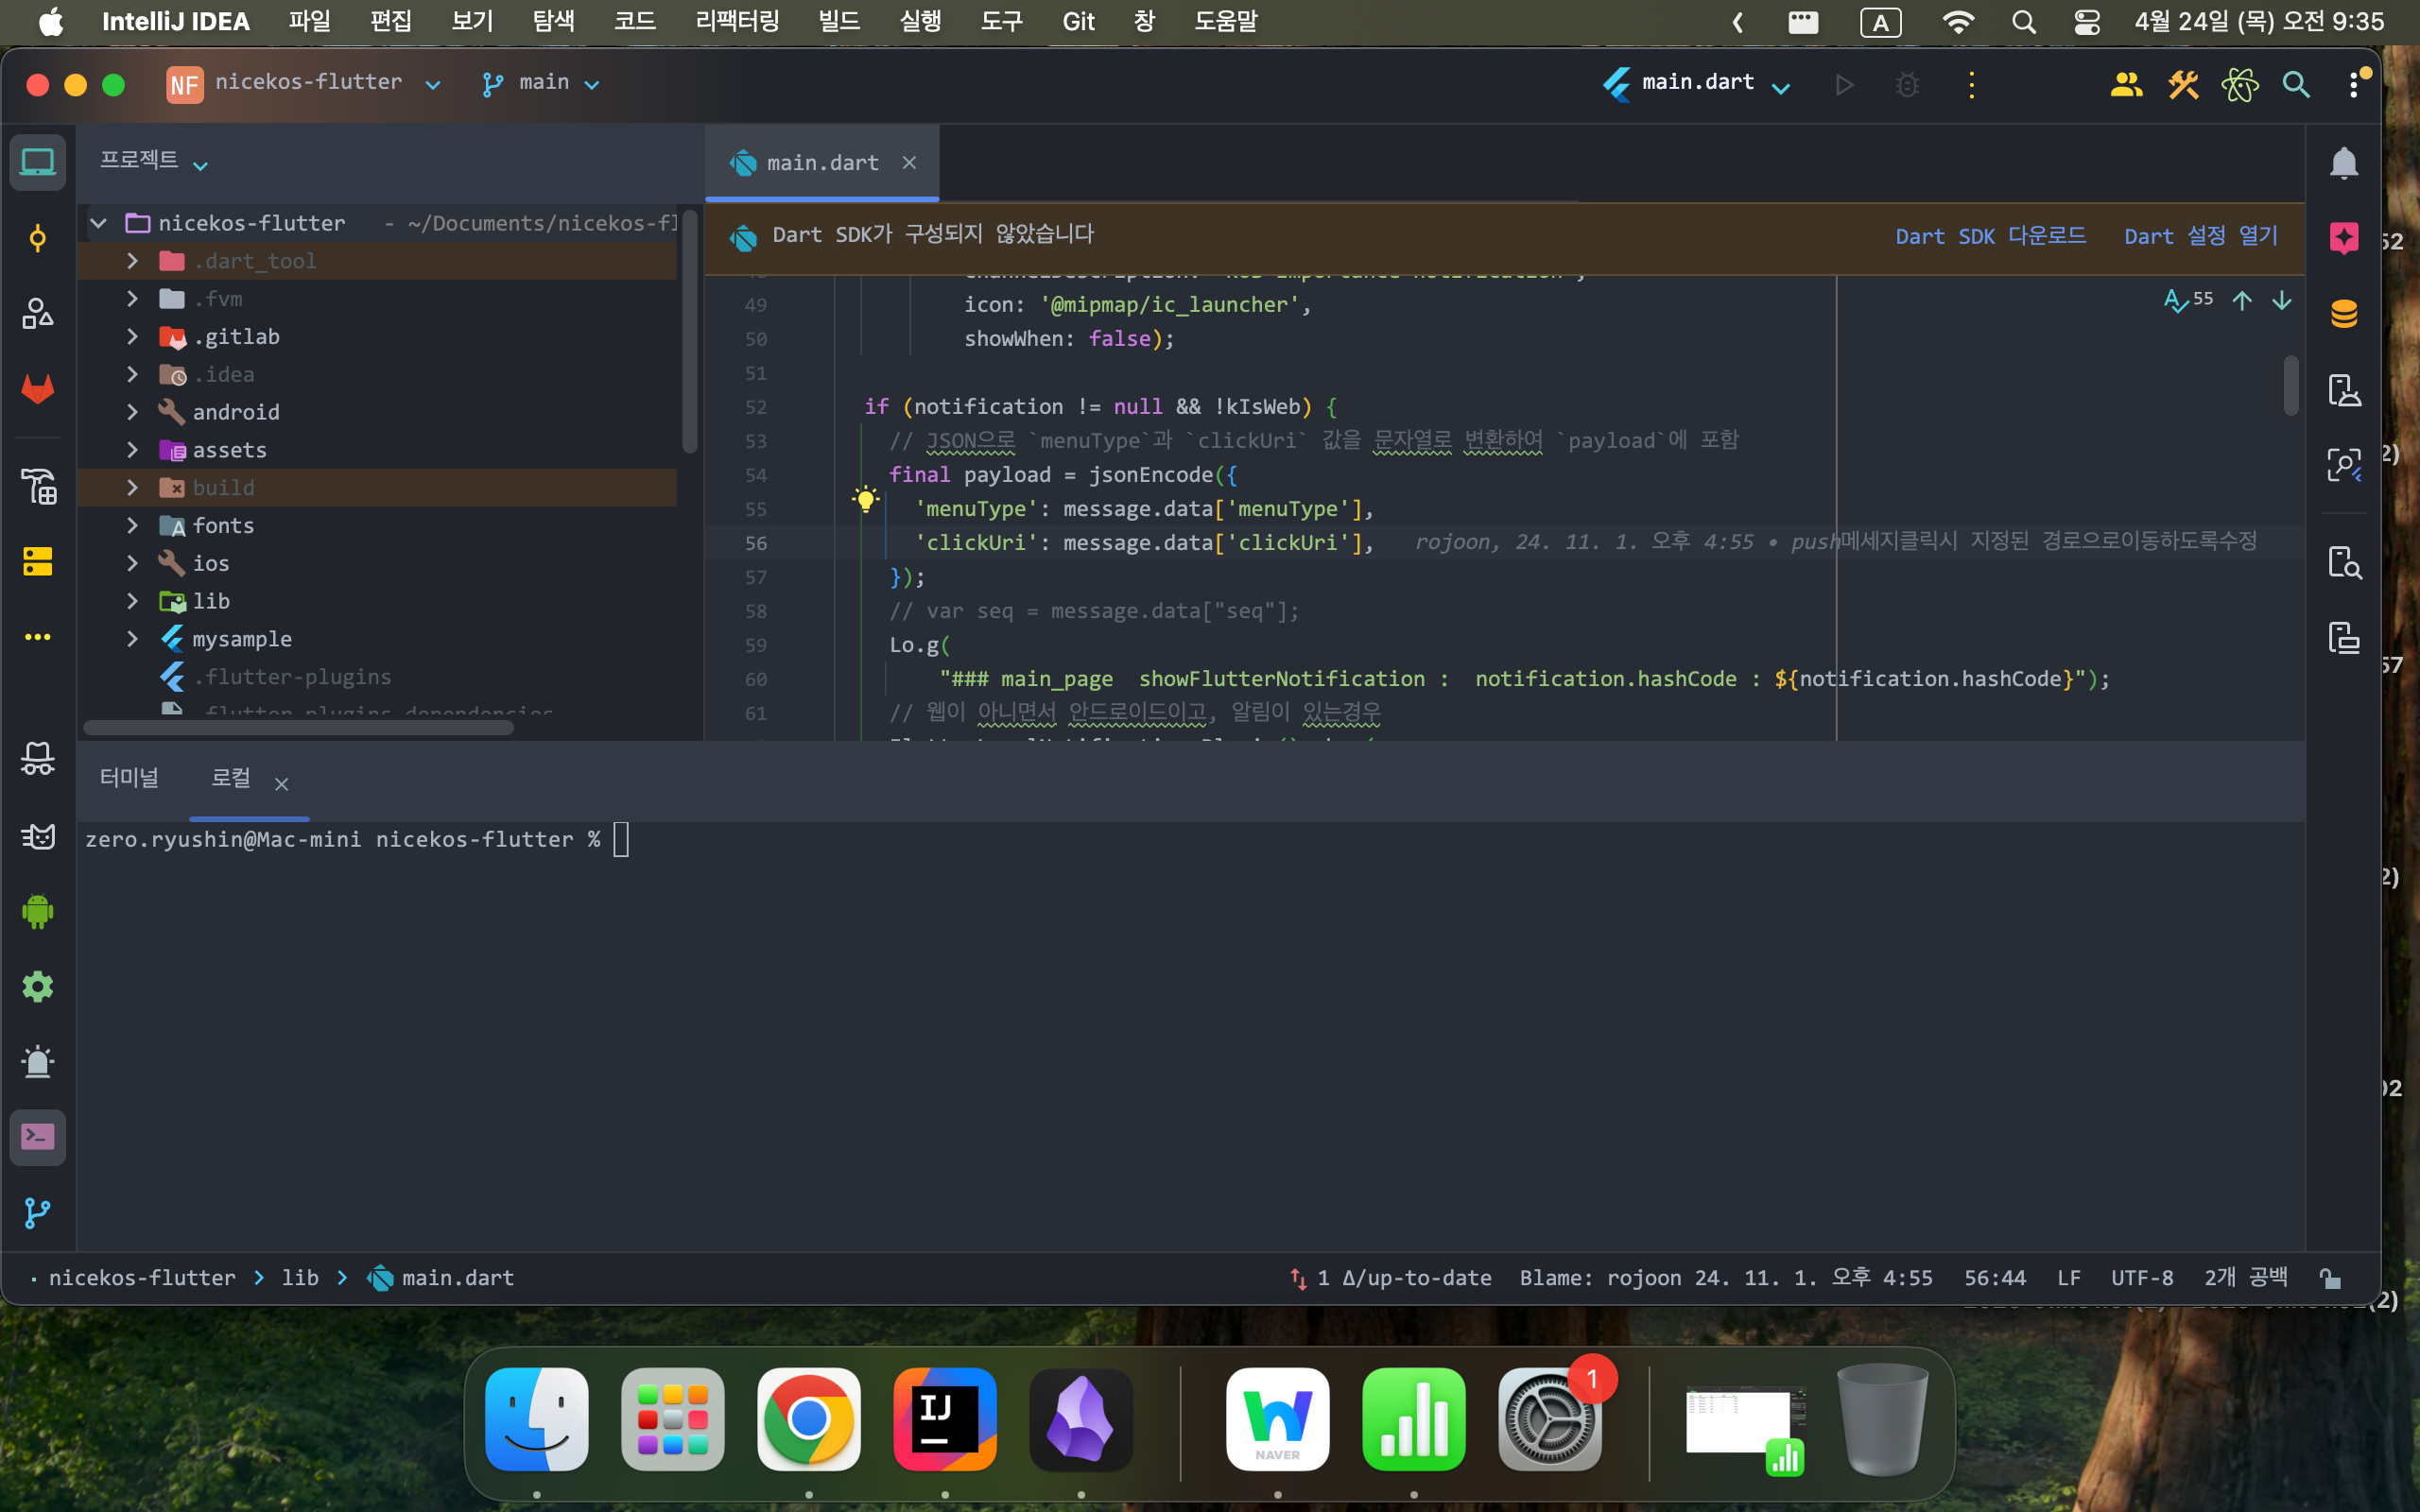 IntelliJ IDEA 파일 편집 보기 탐색 코드 리팩터링 빌드 실행 도구 Git 창 도움말 A 4월 24일 (목) 오전 9:35
NF nicekos-flutter main main.dart
프로젝트
main.dart
nicekos-flutter - ~/Documents/nicekos-fl
.dart_tool
.fvm
.gitlab
.idea
android
assets
build
fonts
ios
lib
mysample
.flutter-plugins
.flutter-plugins-dependencies
Dart SDK가 구성되지 않았습니다 Dart SDK 다운로드 Dart 설정 열기
55
49 icon: '@mipmap/ic_launcher',
50 showWhen: false);
51
52 if (notification != null && !kIsWeb) {
53 // JSON으로 `menuType`과 `clickUri` 값을 문자열로 변환하여 `payload`에 포함
54 final payload = jsonEncode({
55 'menuType': message.data['menuType'],
56 'clickUri': message.data['clickUri'], rojoon, 24. 11. 1. 오후 4:55 • push메세지클릭시 지정된 경로으로이동하도록수정
57 });
58 // var seq = message.data["seq"];
59 Lo.g(
60 "### main_page showFlutterNotification : notification.hashCode : ${notification.hashCode}");
61 // 웹이 아니면서 안드로이드이고, 알림이 있는경우
터미널 로컬
zero.ryushin@Mac-mini nicekos-flutter %
nicekos-flutter lib main.dart
1 Δ/up-to-date Blame: rojoon 24. 11. 1. 오후 4:55 56:44 LF UTF-8 2개 공백
52
2)
57
2)
02
(2)
IJ
NAVER
1